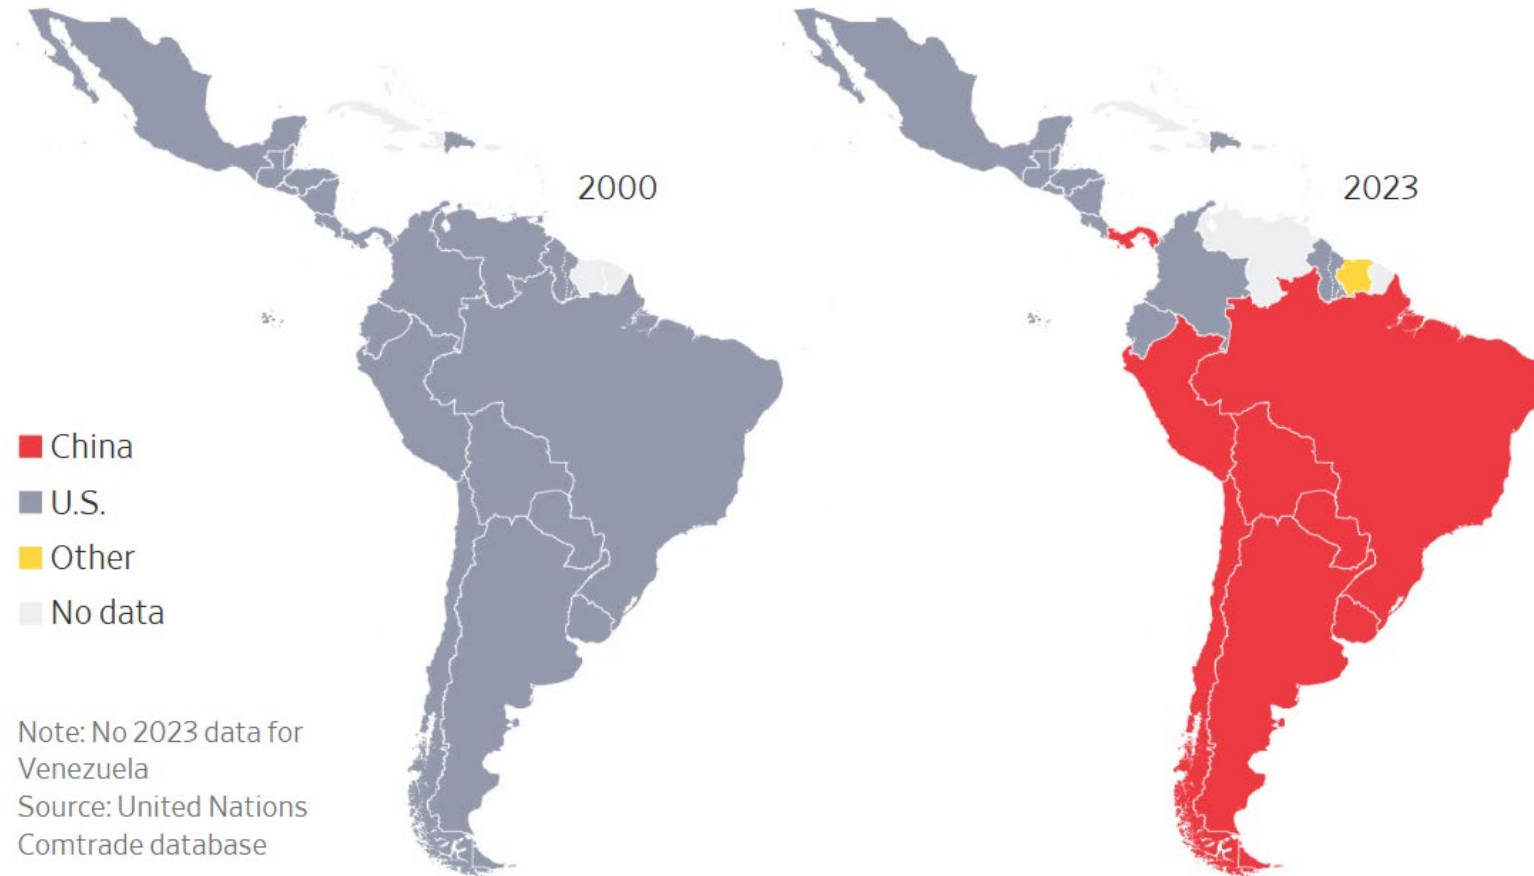 2000
2023
China
U.S.
Other
No data
Note: No 2023 data for
Venezuela
Source: United Nations
Comtrade database